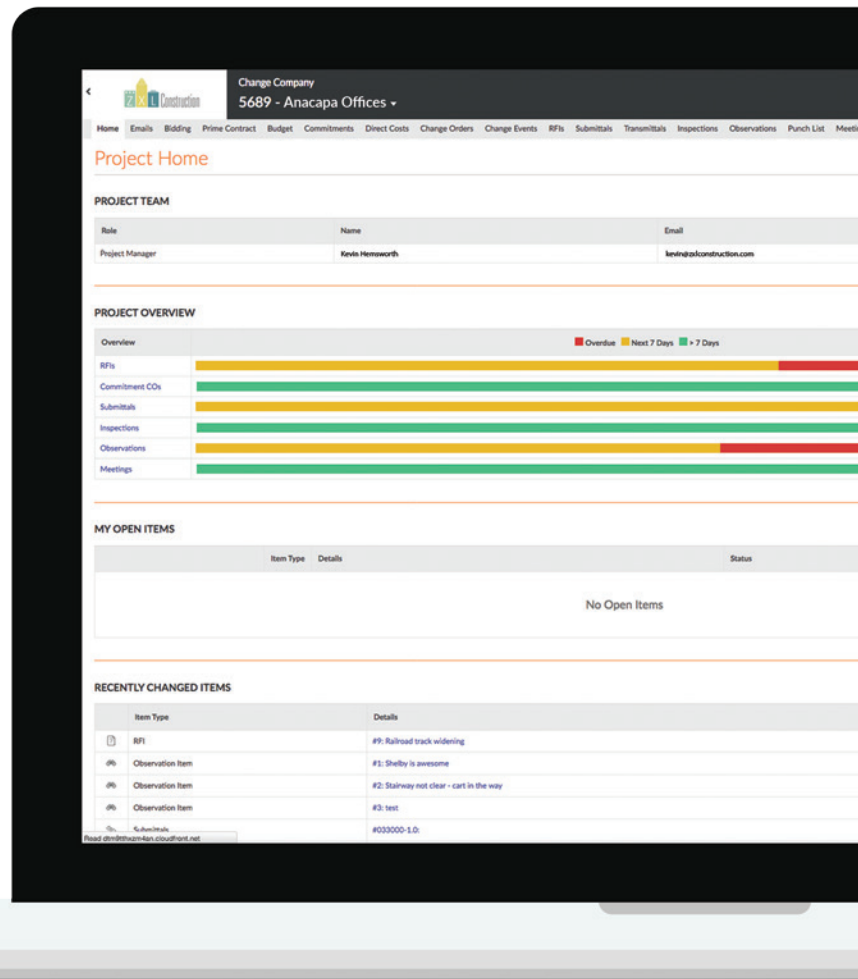 Change Company
ZXL Construction
5689 - Anacapa Offices
Home Emails Bidding Prime Contract Budget Commitments Direct Costs Change Orders Change Events RFIs Submittals Transmittals Inspections Observations Punch List
Project Home
PROJECT TEAM
Role Name Email
Project Manager Kevin Hemsworth kevin@zxlconstruction.com
PROJECT OVERVIEW
Overview Overdue Next 7 Days > 7 Days
RFIs
Commitment COs
Submittals
Inspections
Observations
Meetings
MY OPEN ITEMS
Item Type Details Status
No Open Items
RECENTLY CHANGED ITEMS
Item Type Details
RFI #9: Railroad track widening
Observation Item #1: Shelby is awesome
Observation Item #2: Stairway not clear - cart in the way
Observation Item #3: test
Submittals #033000-1.0:
Read